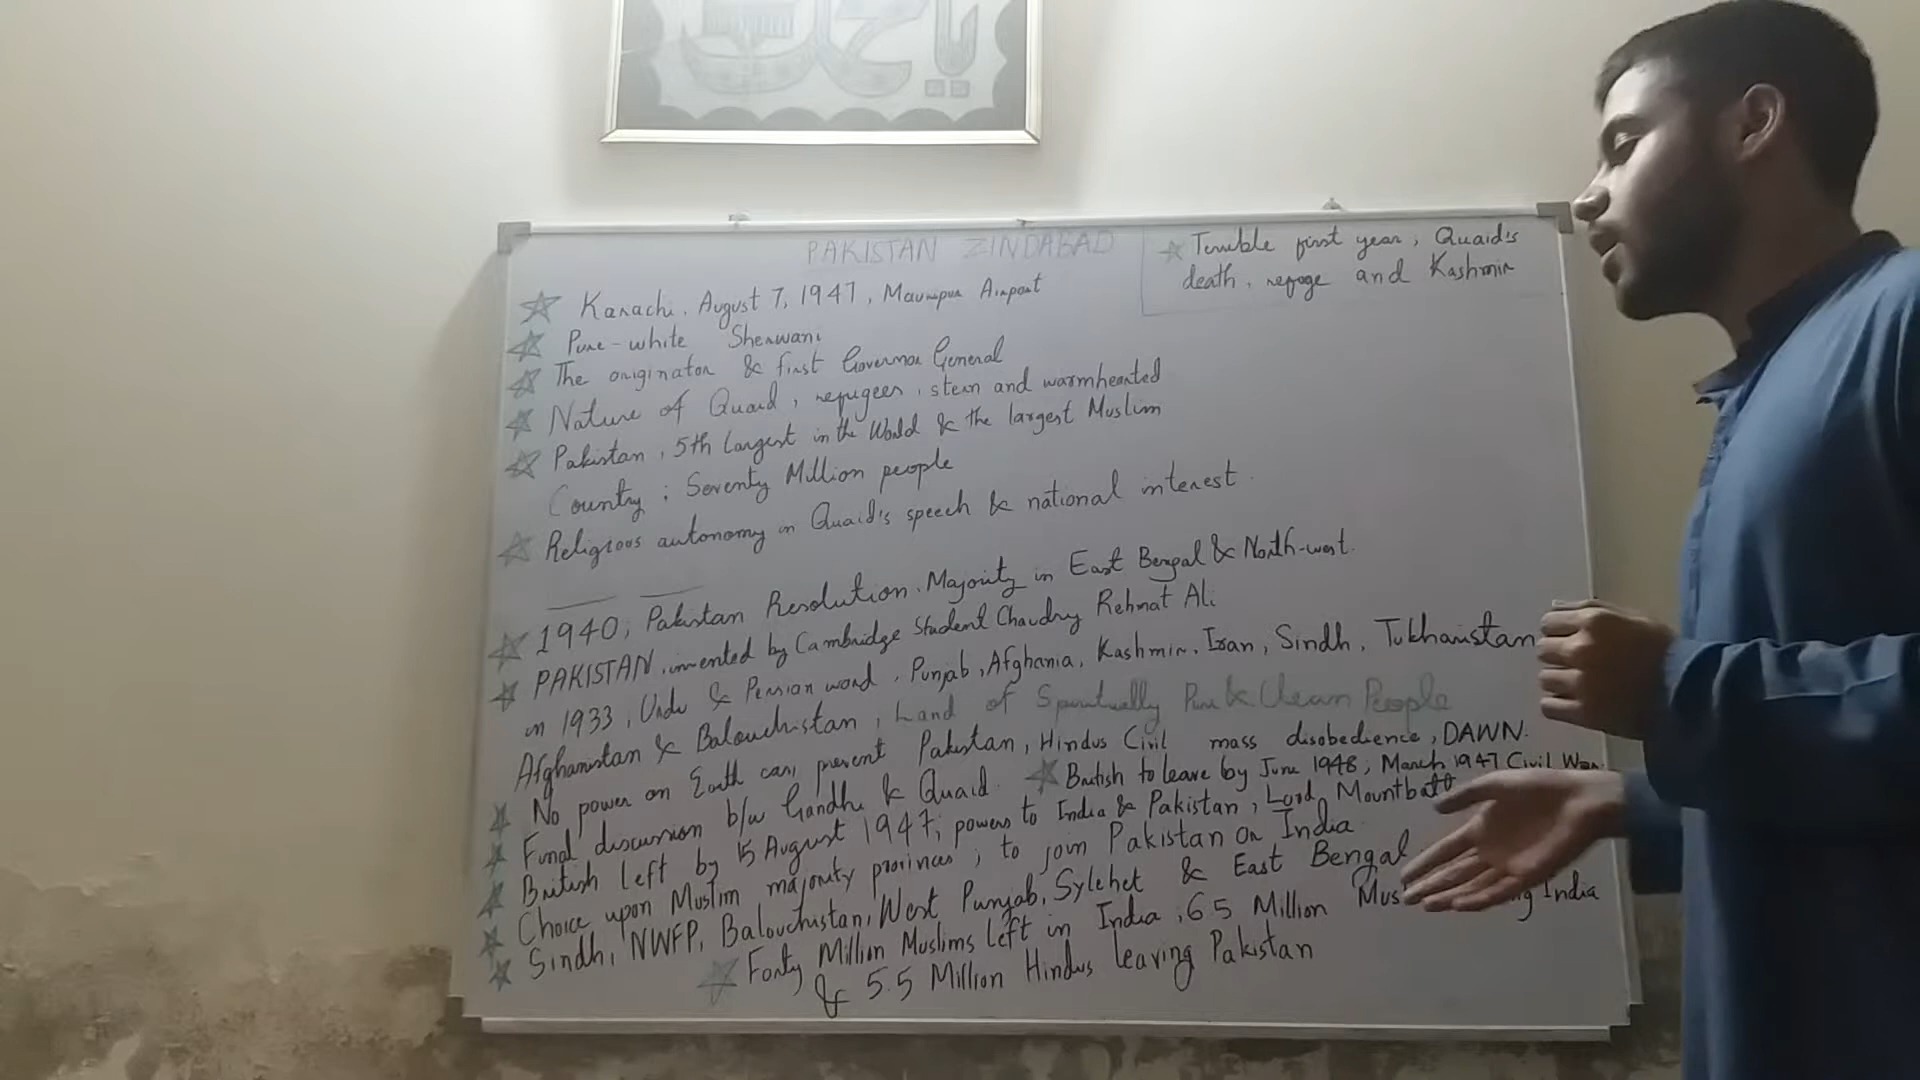 PAKISTAN ZINDABAD
Terrible first year, Quaid's
death, refoge and Kashmir
Karachi, August 7, 1947, Mauripur Airport
Pure-white Sherwani
The originator & first Governor General
Nature of Quaid, refugees, stern and warmhearted
Pakistan, 5th largest in the World & the largest Muslim
Country; Seventy Million people
Religious autonomy in Quaid's speech & national interest.
1940; Pakistan Resolution. Majority in East Bengal & North-west.
PAKISTAN, invented by Cambridge Student Chaudry Rehmat Ali
in 1933, Urdu & Persian word, Punjab, Afghania, Kashmir, Iran, Sindh, Tukharistan
Afghanistan & Balouchistan, Land of Spiritually Pure & Clean People
No power on Earth can prevent Pakistan, Hindus Civil mass disobedience, DAWN.
Final discussion b/w Gandhi & Quaid.
British to leave by June 1948; March 1947 Civil War.
British left by 15 August 1947; powers to India & Pakistan, Lord Mountbatt
Choice upon Muslim majority provinces; to join Pakistan or India
Sindh, NWFP, Balouchistan, West Punjab, Sylehet & East Bengal
Forty Million Muslims left in India, 6.5 Million India
& 5.5 Million Hindus leaving Pakistan